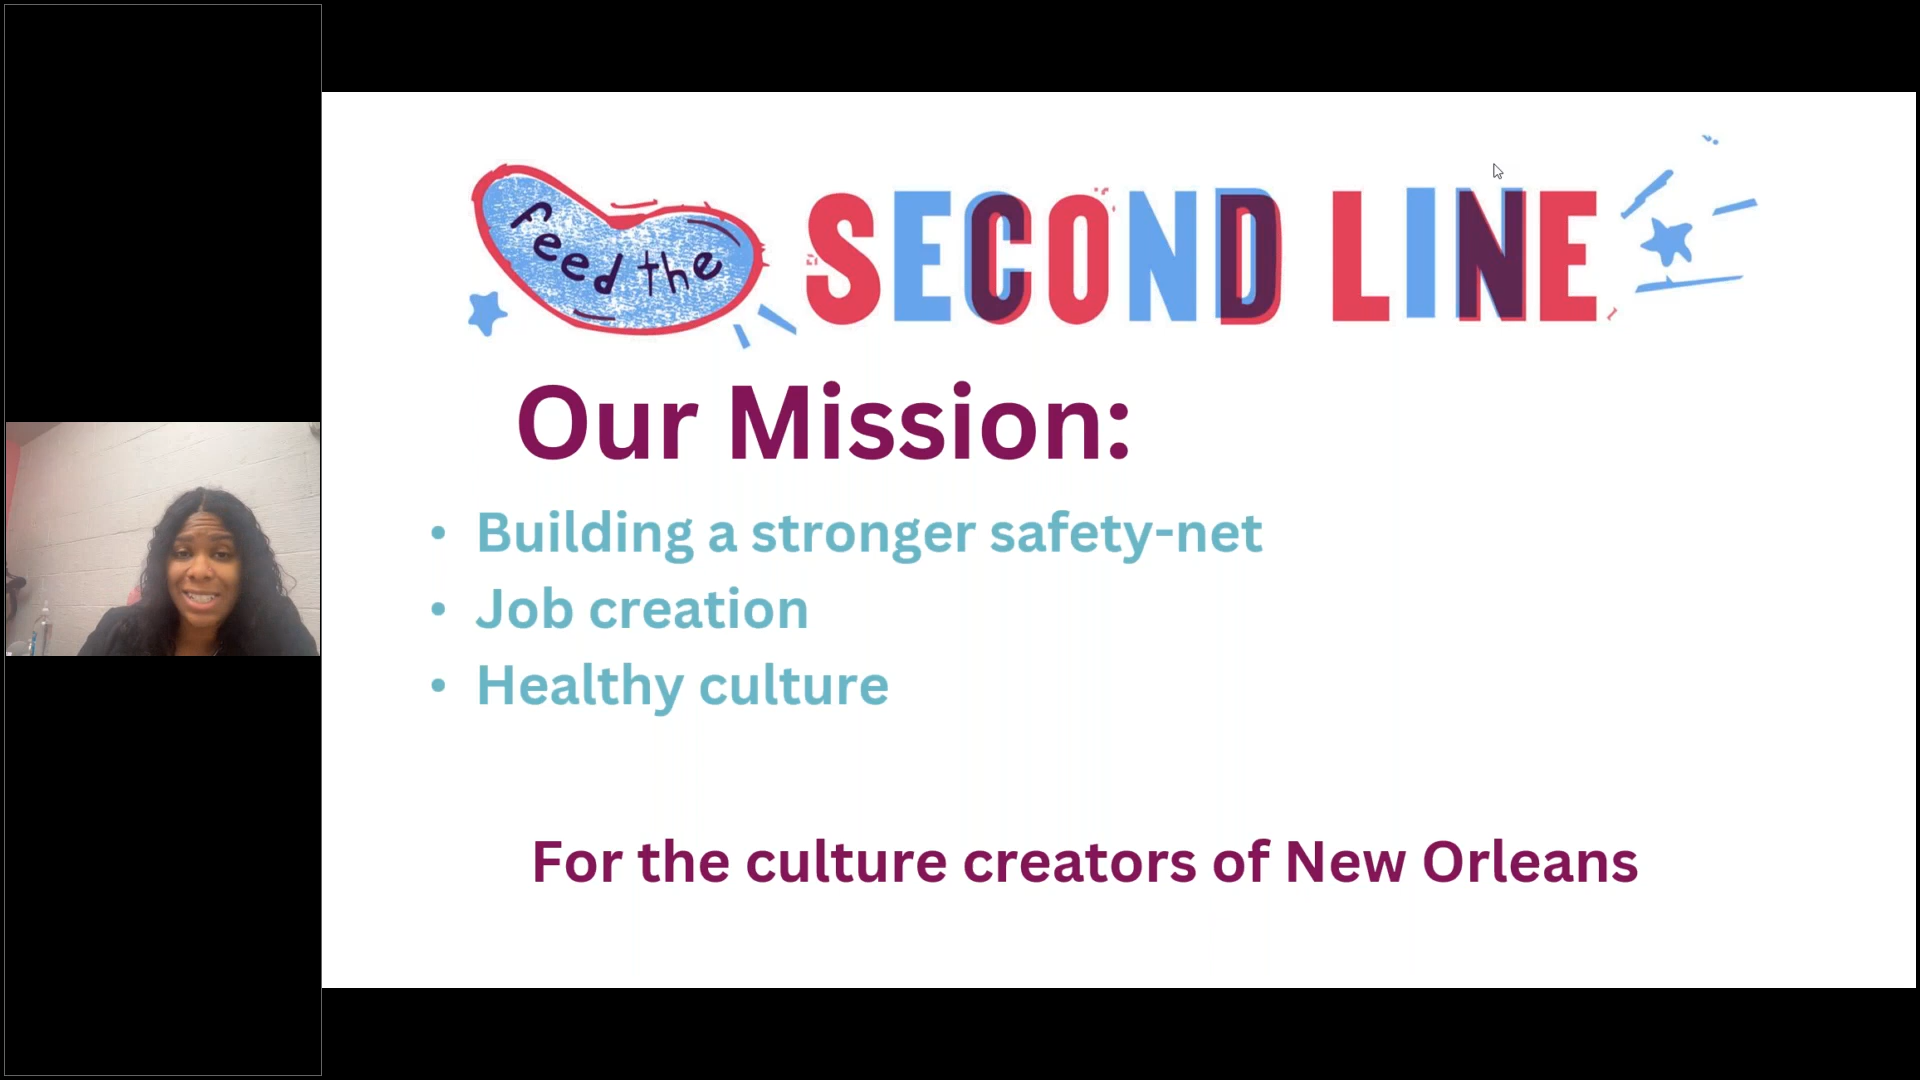 feed the SECOND LINE
Our Mission:
• Building a stronger safety-net
• Job creation
• Healthy culture
For the culture creators of New Orleans